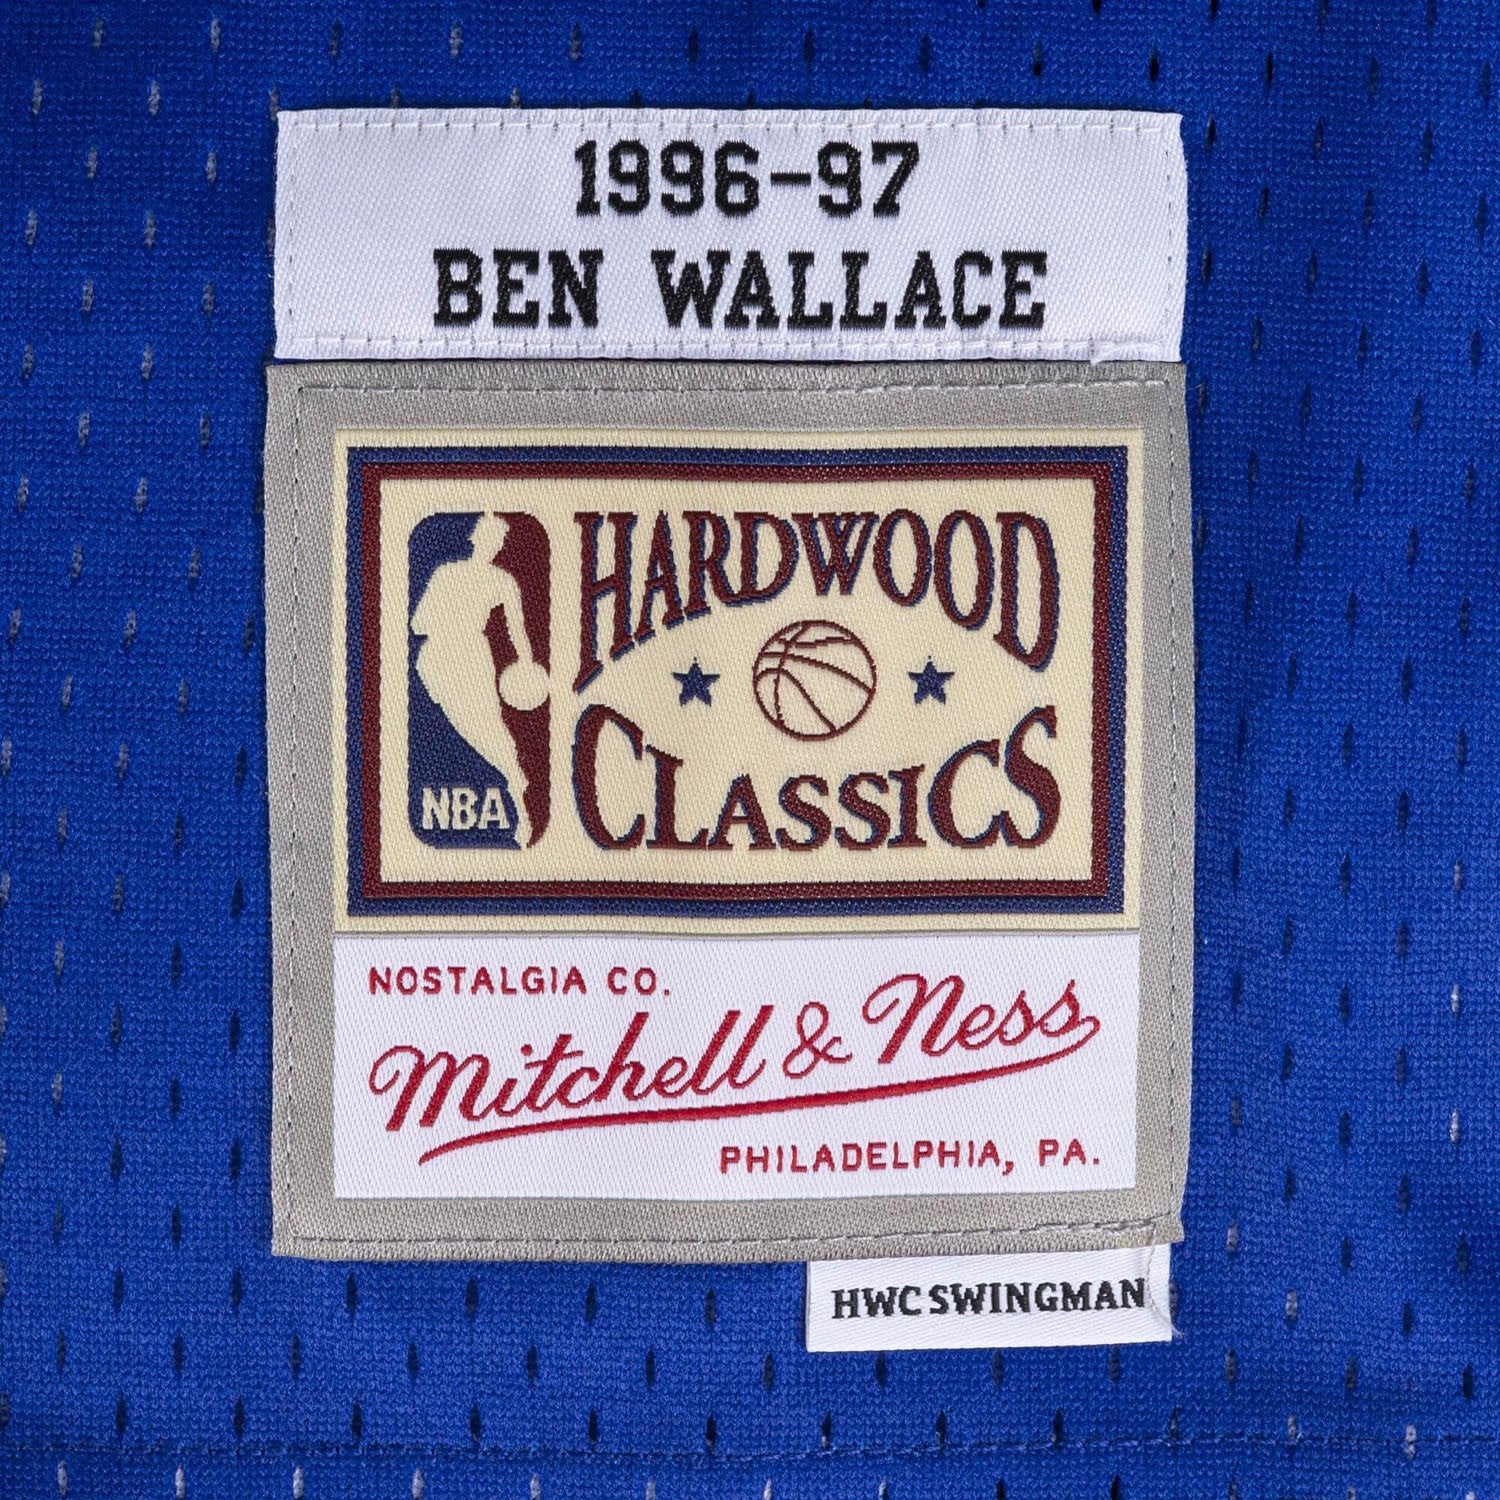 1996-97
BEN WALLACE
HARDWOOD
CLASSICS
NBA
NOSTALGIA CO.
Mitchell & Ness
PHILADELPHIA, PA.
HWC SWINGMAN